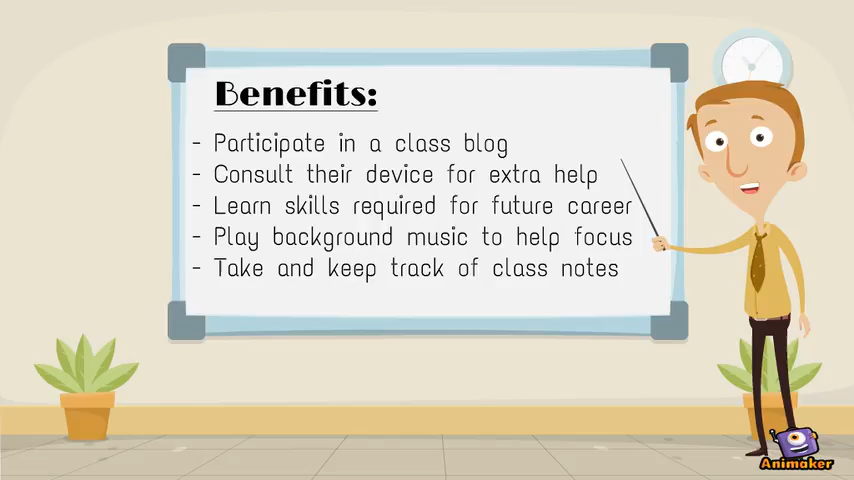 Benefits:
- Participate in a class blog
- Consult their device for extra help
- Learn skills required for future career
- Play background music to help focus
- Take and keep track of class notes
Animaker